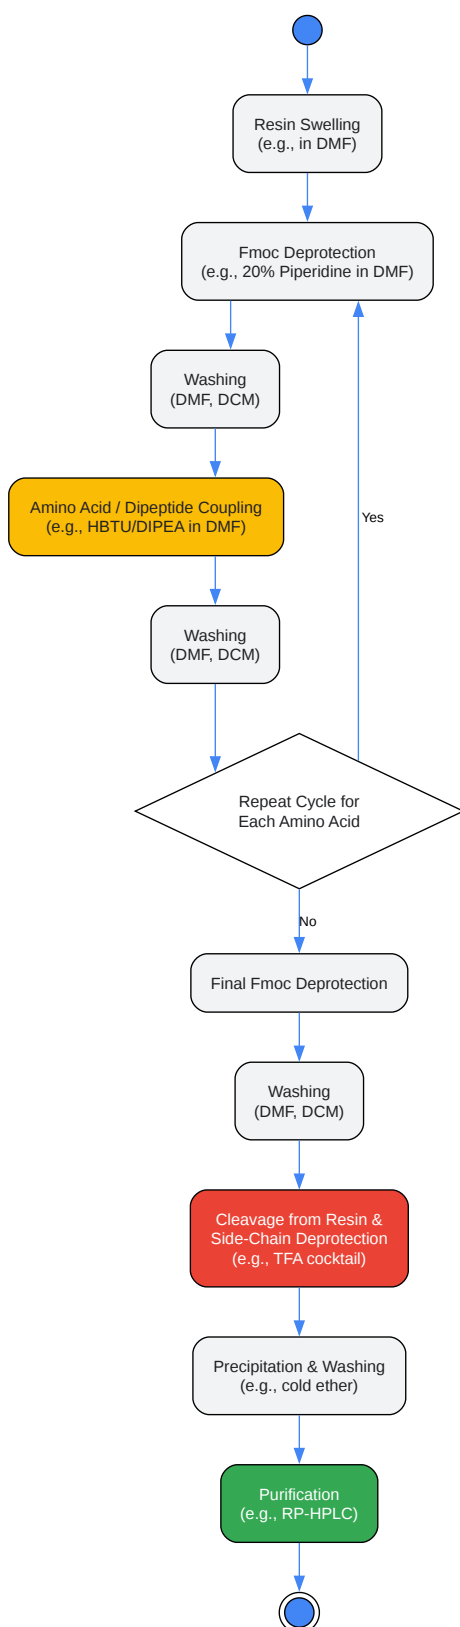 Resin Swelling
(e.g., in DMF)
Fmoc Deprotection
(e.g., 20% Piperidine in DMF)
Washing
(DMF, DCM)
Amino Acid / Dipeptide Coupling
(e.g., HBTU/DIPEA in DMF)
Yes
Washing
(DMF, DCM)
Repeat Cycle for
Each Amino Acid
No
Final Fmoc Deprotection
Washing
(DMF, DCM)
Cleavage from Resin &
Side-Chain Deprotection
(e.g., TFA cocktail)
Precipitation & Washing
(e.g., cold ether)
Purification
(e.g., RP-HPLC)